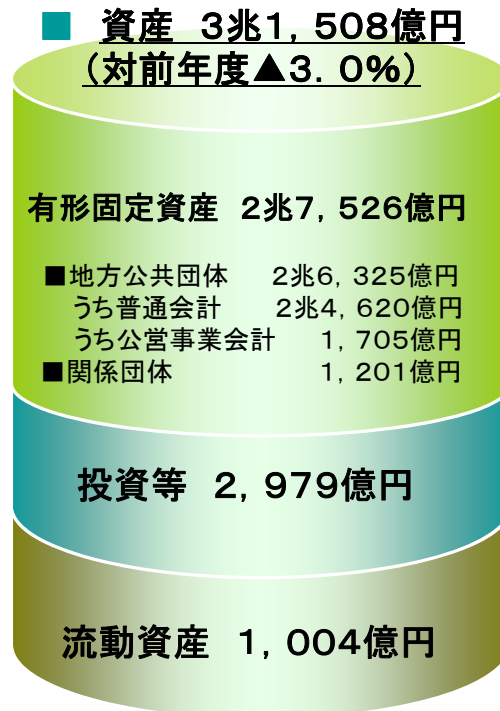 ■ 資産 3兆1,508億円
(対前年度▲3.0%)
有形固定資産 2兆7,526億円
■地方公共団体 2兆6,325億円
うち普通会計 2兆4,620億円
うち公営事業会計 1,705億円
■関係団体 1,201億円
投資等 2,979億円
流動資産 1,004億円